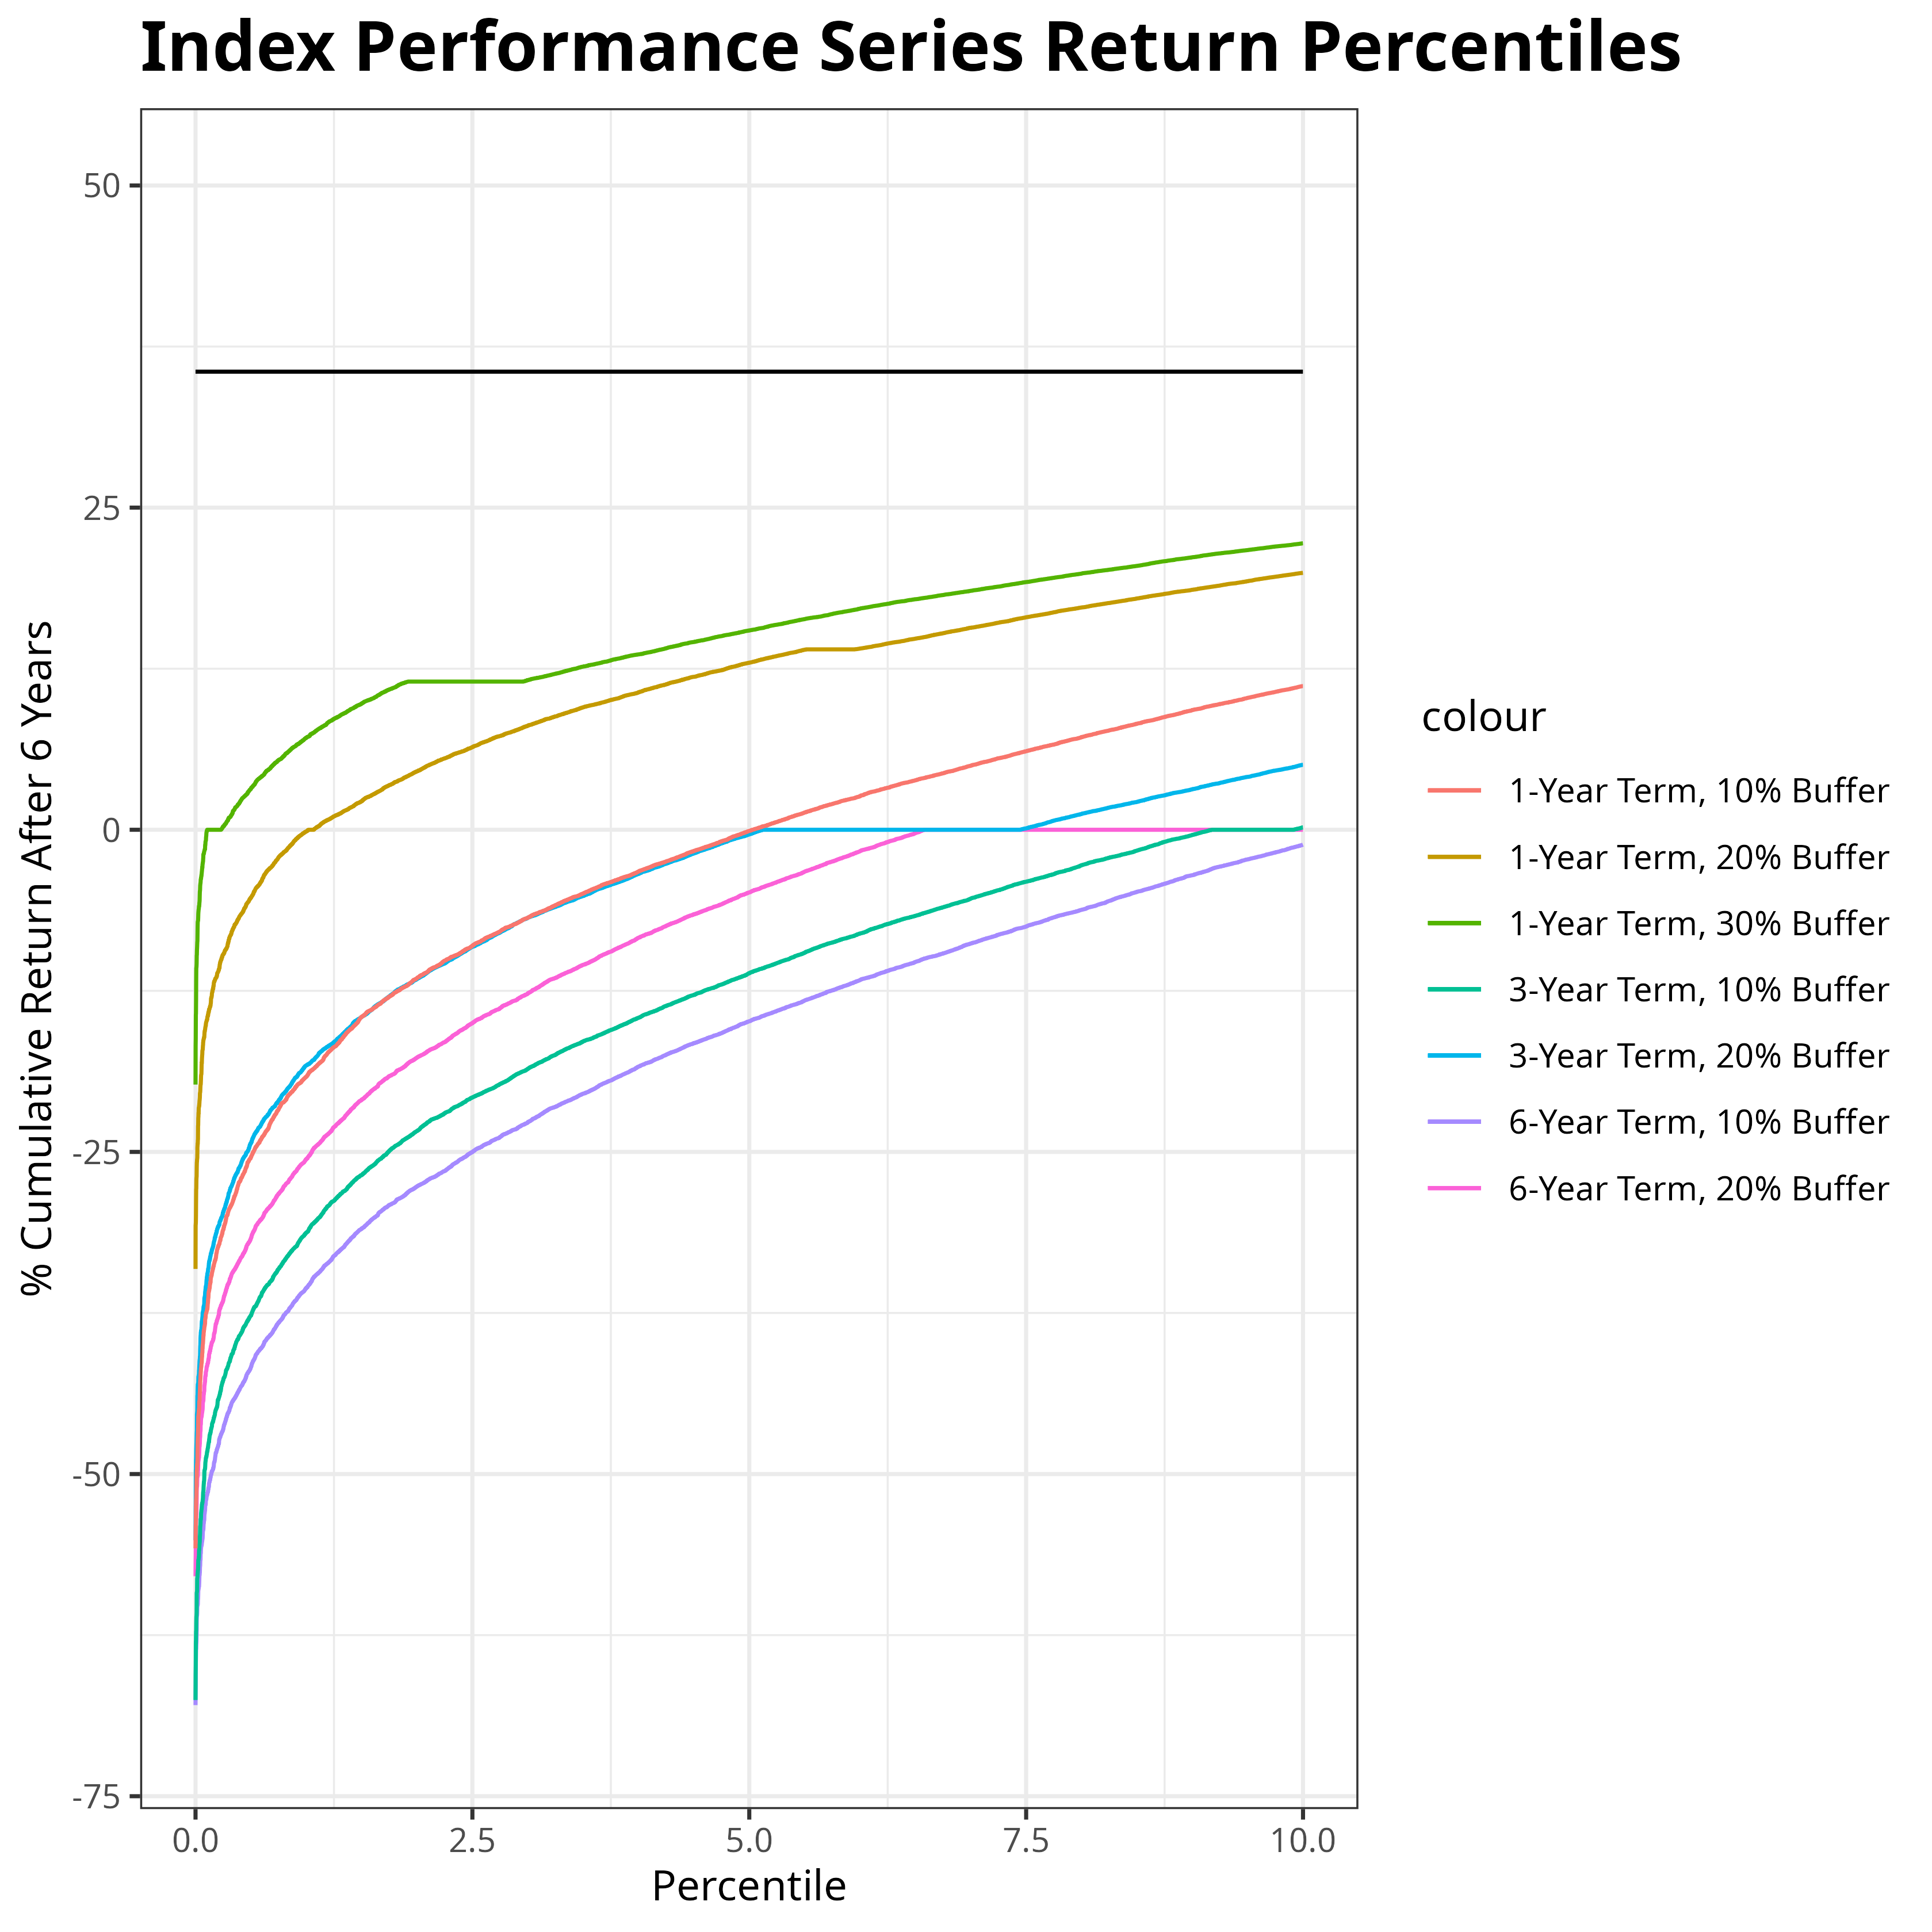 Index Performance Series Return Percentiles
% Cumulative Return After 6 Years
50
25
0
-25
-50
-75
0.0 2.5 5.0 7.5 10.0
Percentile
colour
1-Year Term, 10% Buffer
1-Year Term, 20% Buffer
1-Year Term, 30% Buffer
3-Year Term, 10% Buffer
3-Year Term, 20% Buffer
6-Year Term, 10% Buffer
6-Year Term, 20% Buffer